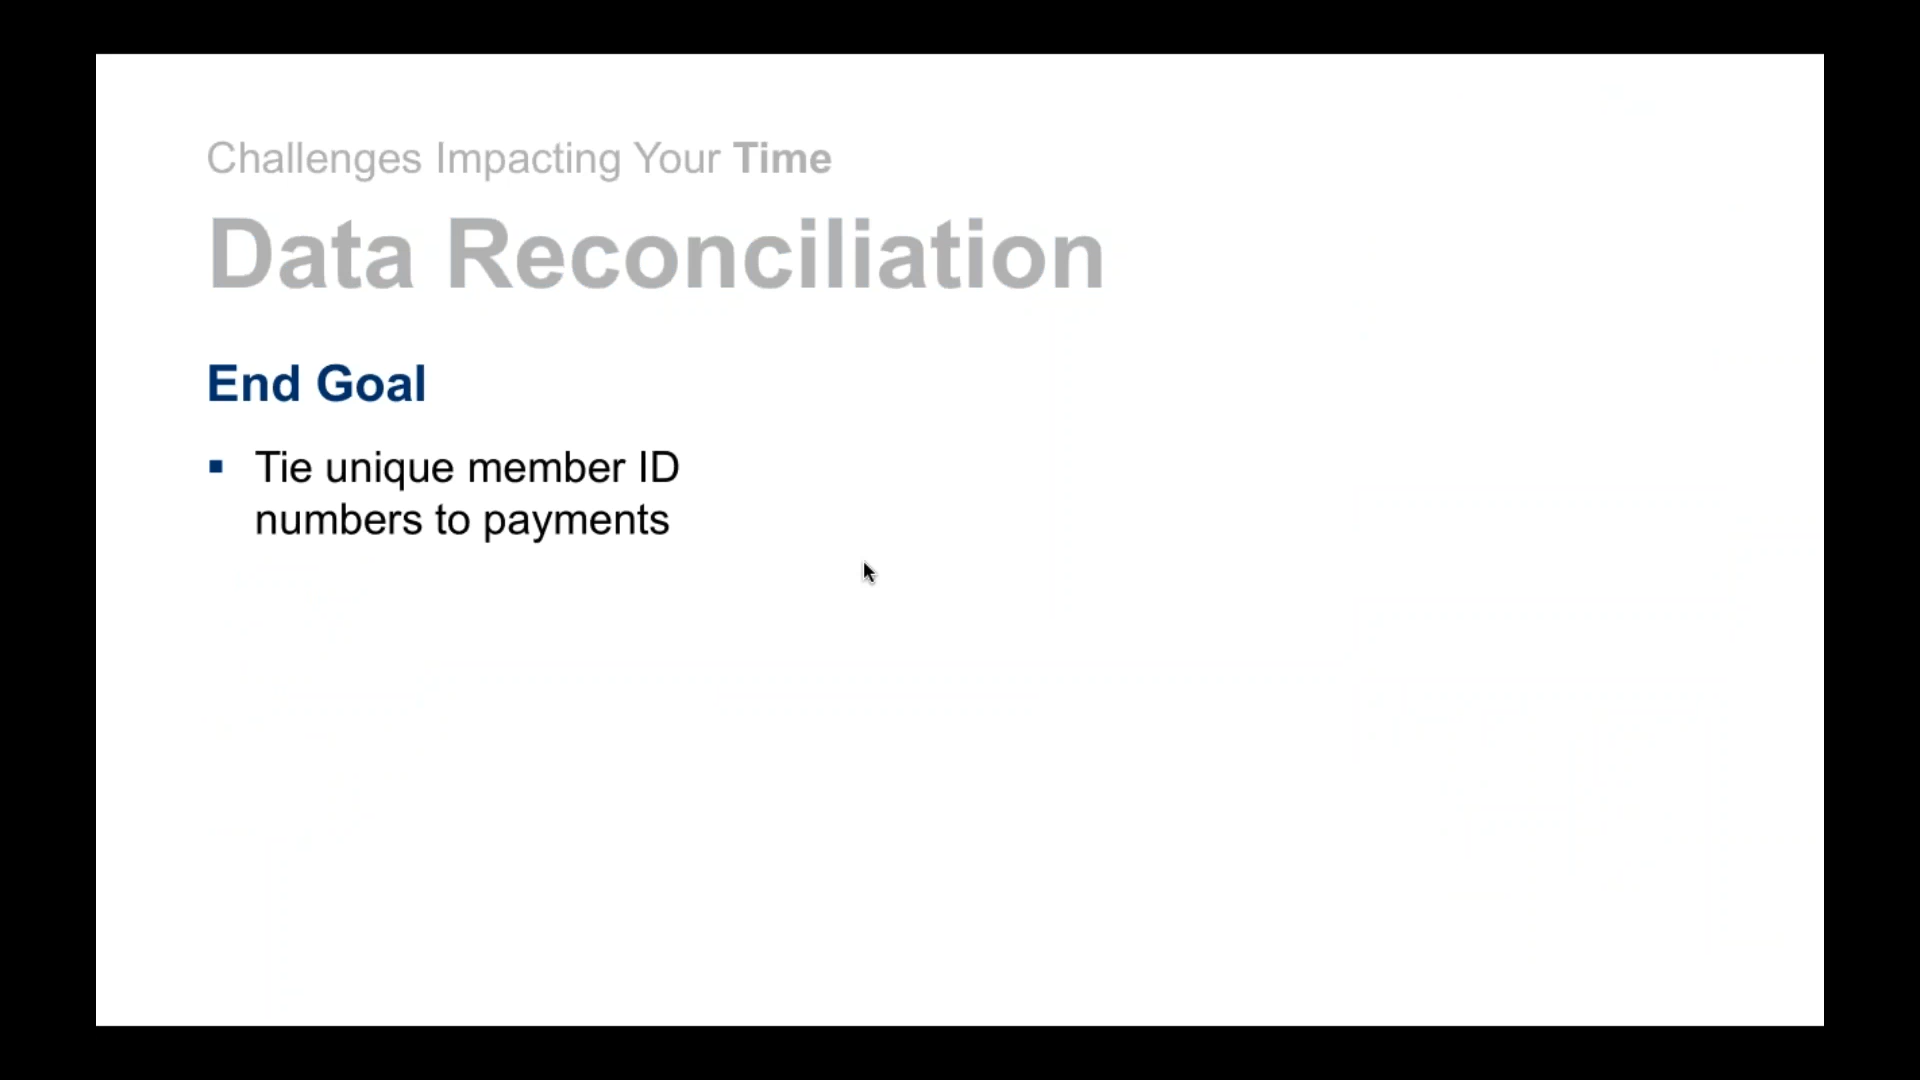 Challenges Impacting Your Time
Data Reconciliation
End Goal
▪ Tie unique member ID
numbers to payments